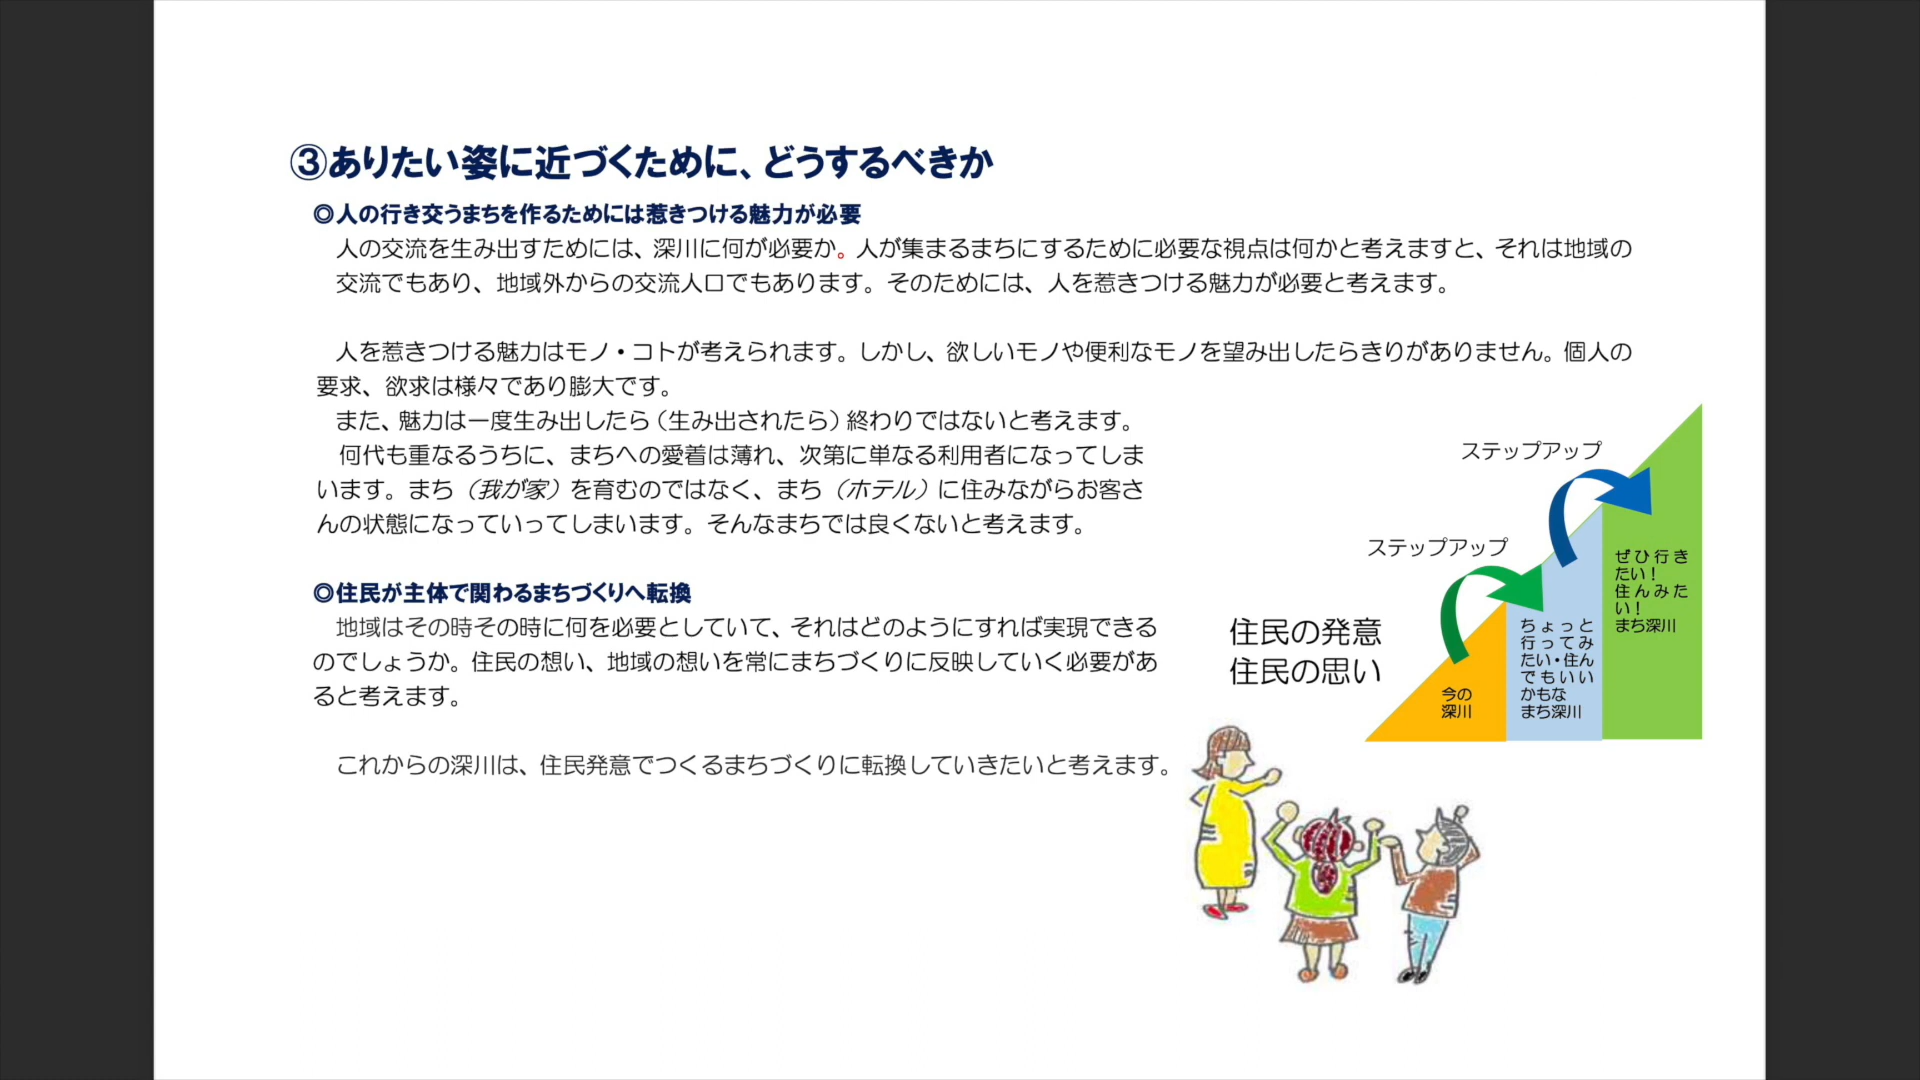 ③ありたい姿に近づくために、どうするべきか
◎人の行き交うまちを作るためには惹きつける魅力が必要
人の交流を生み出すためには、深川に何が必要か。人が集まるまちにするために必要な視点は何かと考えますと、それは地域の
交流でもあり、地域外からの交流人口でもあります。そのためには、人を惹きつける魅力が必要と考えます。
人を惹きつける魅力はモノ・コトが考えられます。しかし、欲しいモノや便利なモノを望み出したらきりがありません。個人の
要求、欲求は様々であり膨大です。
また、魅力は一度生み出したら（生み出されたら）終わりではないと考えます。
何代も重なるうちに、まちへの愛着は薄れ、次第に単なる利用者になってしま
います。まち（我が家）を育むのではなく、まち（ホテル）に住みながらお客さ
んの状態になっていってしまいます。そんなまちでは良くないと考えます。
◎住民が主体で関わるまちづくりへ転換
地域はその時その時に何を必要としていて、それはどのようにすれば実現できる
のでしょうか。住民の想い、地域の想いを常にまちづくりに反映していく必要があ
ると考えます。
これからの深川は、住民発意でつくるまちづくりに転換していきたいと考えます。
住民の発意
住民の思い
ステップアップ
ステップアップ
今の
深川
ちょっと
行ってみ
たい・住ん
でもいい
かもな
まち深川
ぜひ行き
たい！
住んみた
い！
まち深川